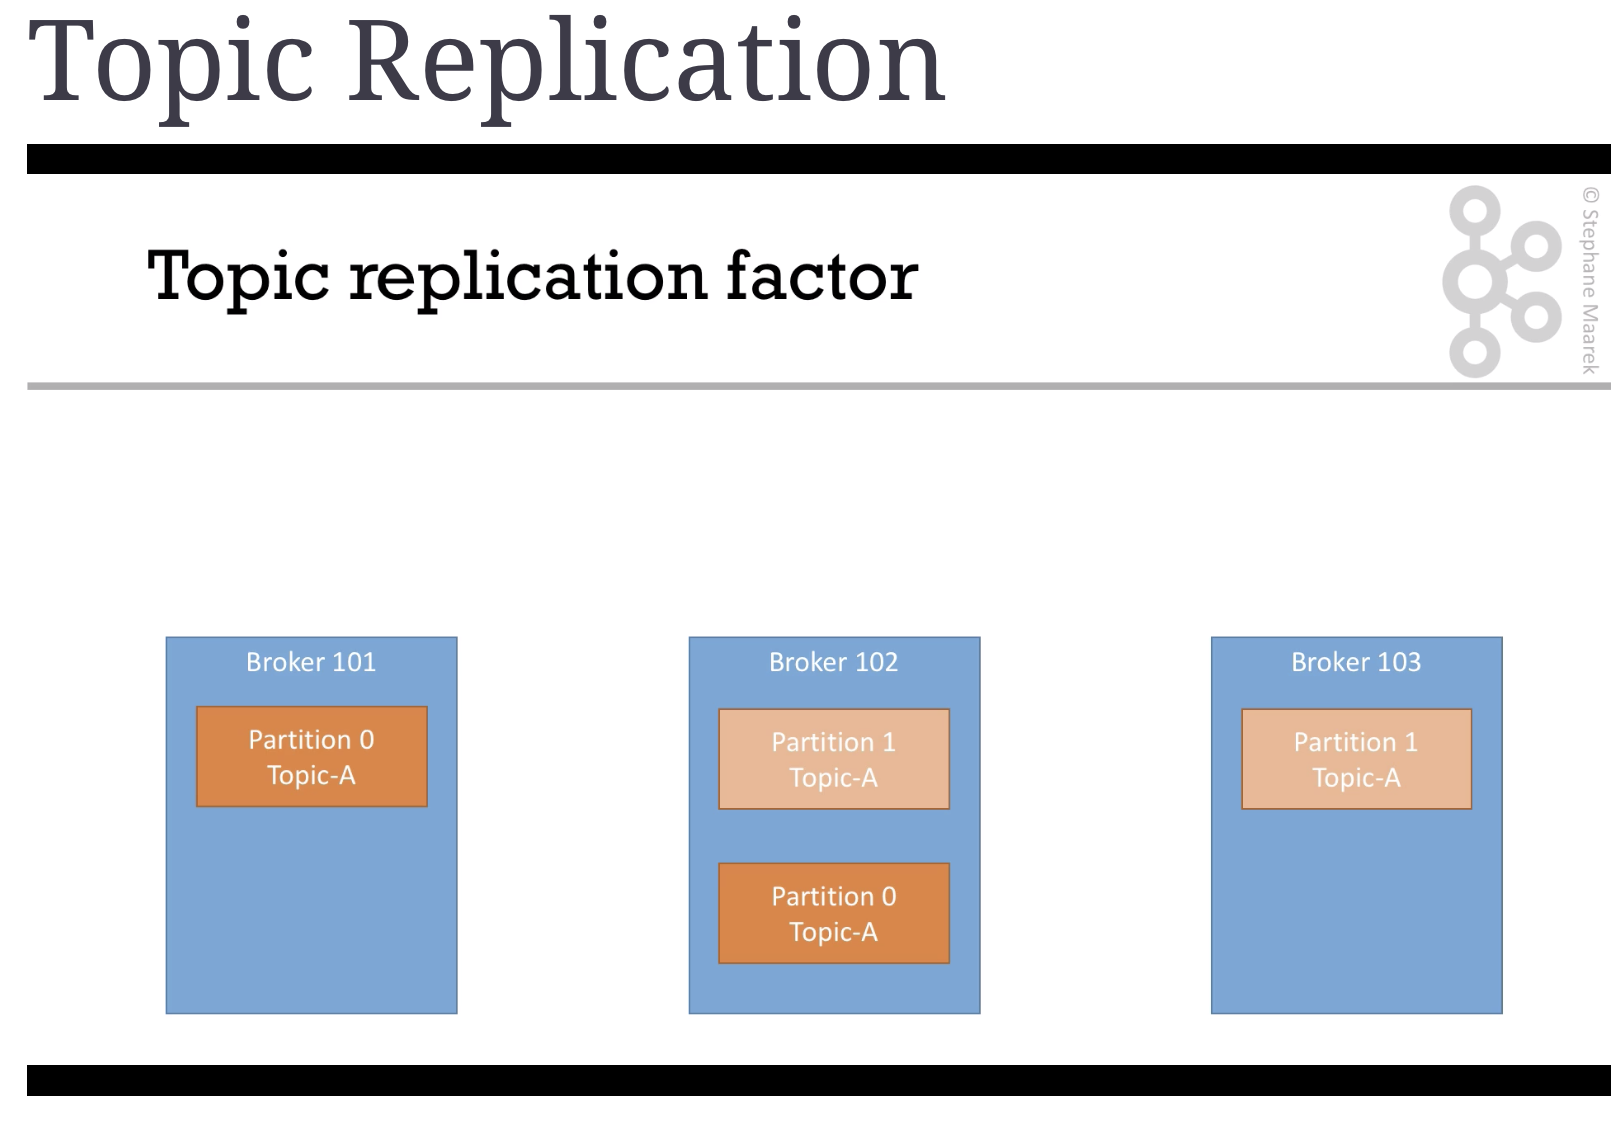 Topic Replication
Topic replication factor
© Stephane Maarek
Broker 101
Partition 0
Topic-A
Broker 102
Partition 1
Topic-A
Partition 0
Topic-A
Broker 103
Partition 1
Topic-A